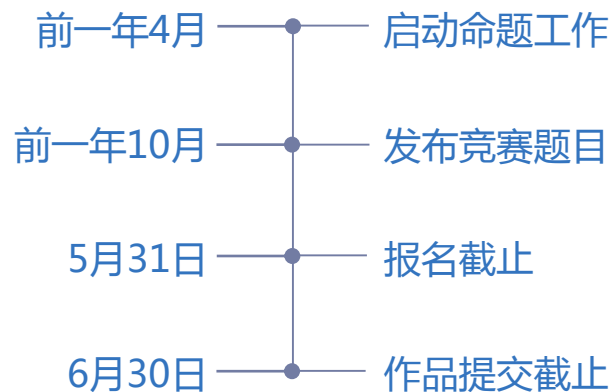 前一年4月 启动命题工作
前一年10月 发布竞赛题目
5月31日 报名截止
6月30日 作品提交截止